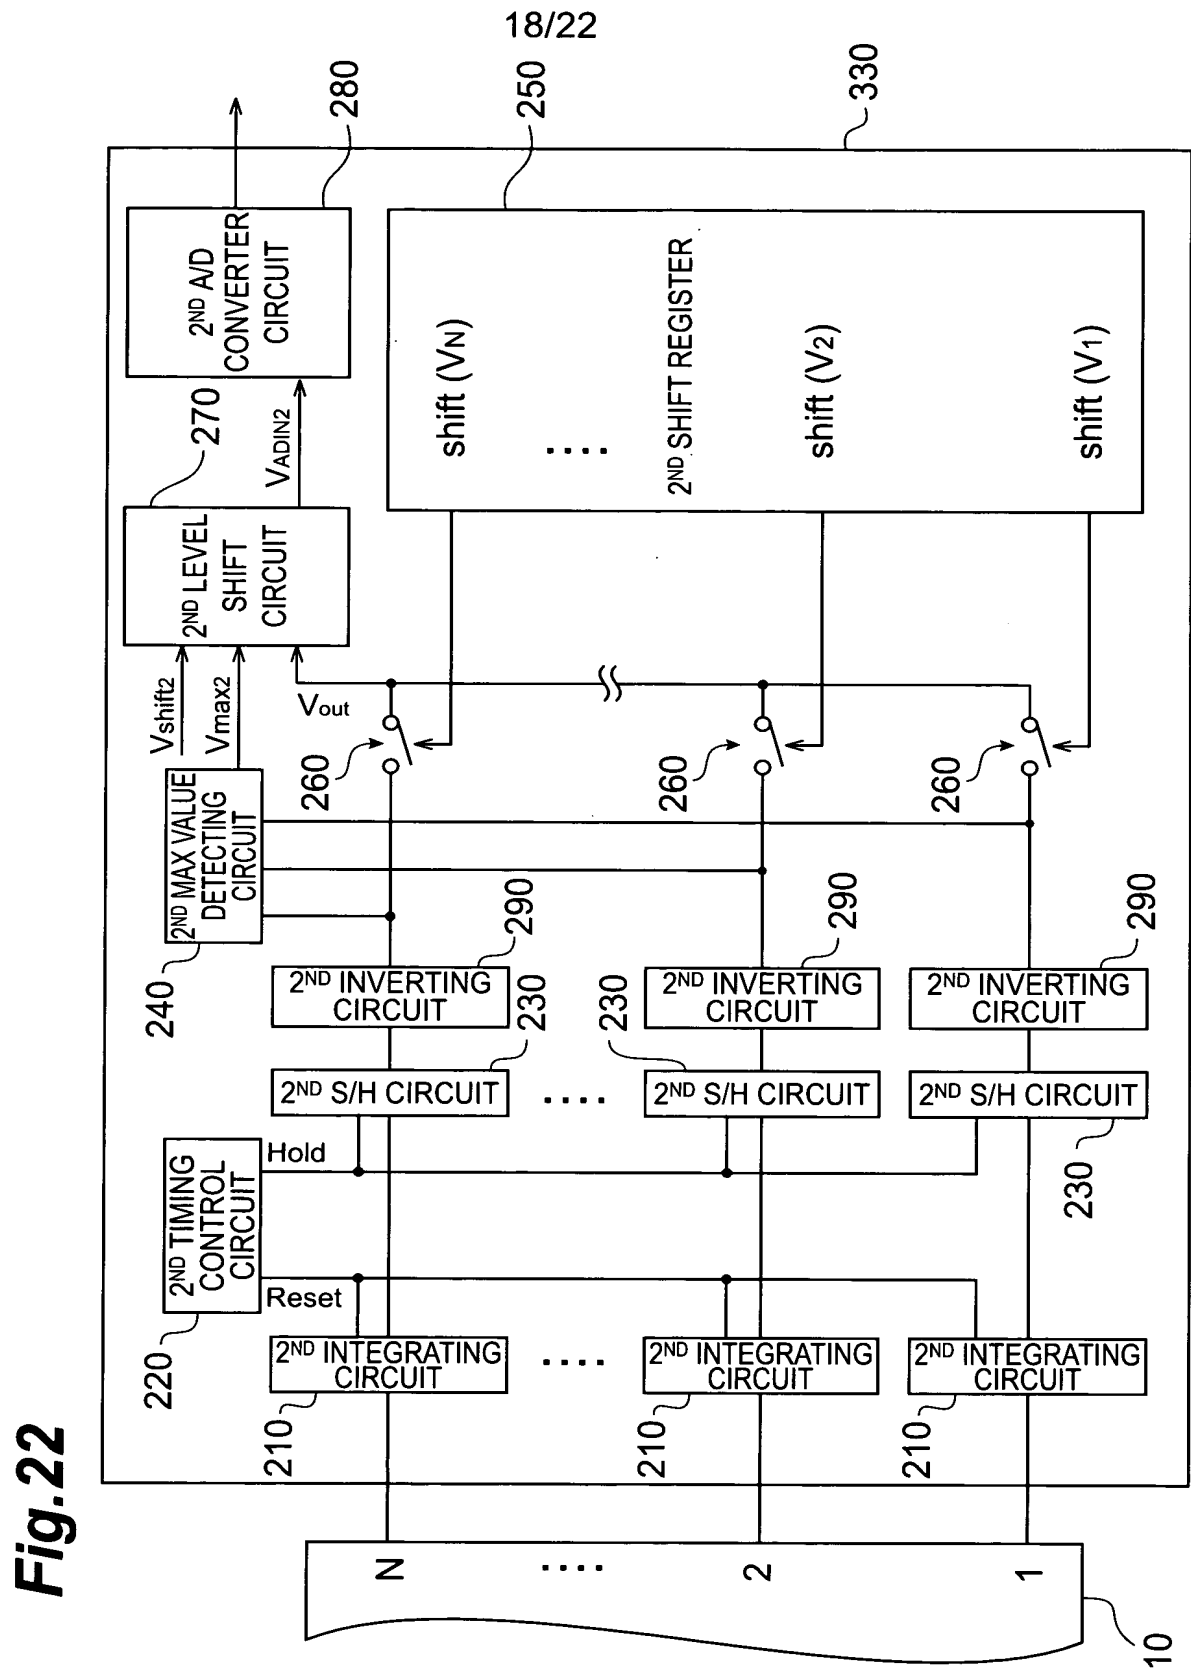 18/22
Fig.22
10
N
....
2
1
210
210
210
2ND INTEGRATING
CIRCUIT
....
2ND INTEGRATING
CIRCUIT
2ND INTEGRATING
CIRCUIT
220
2ND TIMING
CONTROL
CIRCUIT
Reset
Hold
2ND S/H CIRCUIT
....
2ND S/H CIRCUIT
2ND S/H CIRCUIT
230
230
230
2ND INVERTING
CIRCUIT
2ND INVERTING
CIRCUIT
2ND INVERTING
CIRCUIT
290
290
290
240
2ND MAX VALUE
DETECTING
CIRCUIT
Vshift2
Vmax2
Vout
260
260
260
2ND LEVEL
SHIFT
CIRCUIT
270
VADIN2
2ND A/D
CONVERTER
CIRCUIT
280
shift (VN)
....
2ND SHIFT REGISTER
shift (V2)
shift (V1)
250
330